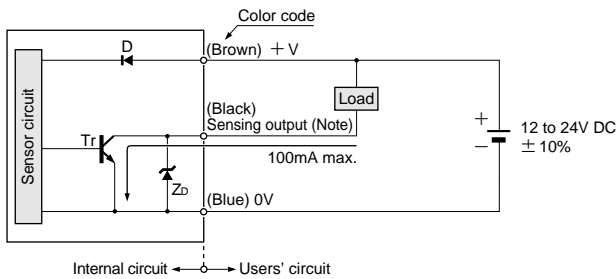 Color code
D
(Brown) + V
Sensor circuit
(Black)
Sensing output (Note)
Load
Tr
100mA max.
+
−
12 to 24V DC
± 10%
ZD
(Blue) 0V
Internal circuit
Users' circuit